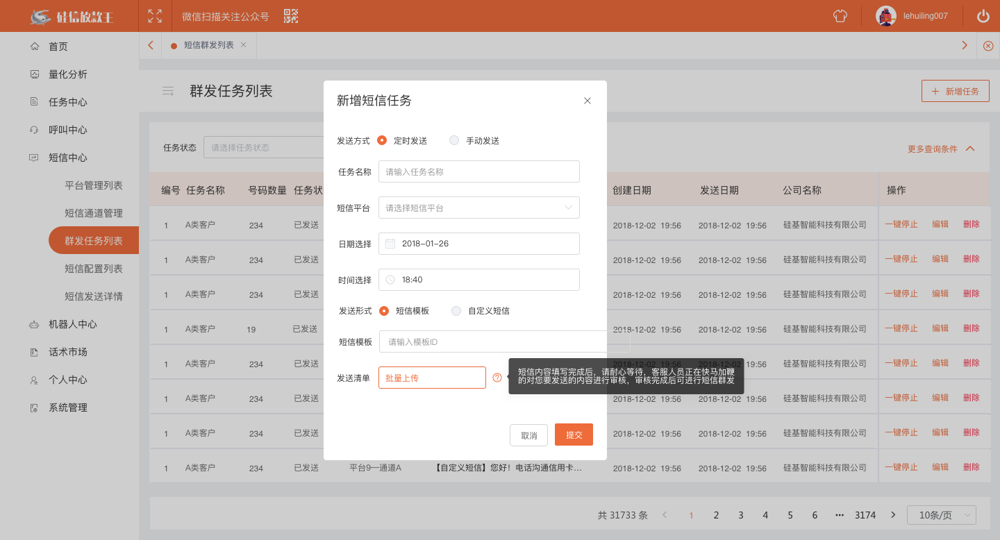 硅信放款王
微信扫描关注公众号
lehuiling007
首页
量化分析
任务中心
呼叫中心
短信中心
平台管理列表
短信通道管理
群发任务列表
短信配置列表
短信发送详情
机器人中心
话术市场
个人中心
系统管理
短信群发列表
群发任务列表
新增任务
任务状态 请选择任务状态
更多查询条件
编号 任务名称 号码数量 任务状 创建日期 发送日期 公司名称 操作
1 A类客户 234 已发送 2018-12-02 19:56 2018-12-02 19:56 硅基智能科技有限公司 一键停止 编辑 删除
1 A类客户 234 已发送 2018-12-02 19:56 2018-12-02 19:56 硅基智能科技有限公司 一键停止 编辑 删除
1 A类客户 234 已发送 2018-12-02 19:56 2018-12-02 19:56 硅基智能科技有限公司 一键停止 编辑 删除
1 A类客户 19 已发送 2018-12-02 19:56 2018-12-02 19:56 硅基智能科技有限公司 一键停止 编辑 删除
1 A类客户 234 已发送 2018-12-02 19:56 2018-12-02 19:56 硅基智能科技有限公司 一键停止 编辑 删除
1 A类客户 234 已发送 2018-12-02 19:56 2018-12-02 19:56 硅基智能科技有限公司 一键停止 编辑 删除
1 A类客户 234 已发送 2018-12-02 19:56 2018-12-02 19:56 硅基智能科技有限公司 一键停止 编辑 删除
1 A类客户 234 已发送 平台9—通道A 【自定义短信】您好！电话沟通信用卡... 2018-12-02 19:56 2018-12-02 19:56 硅基智能科技有限公司 一键停止 编辑 删除
共 31733 条 1 2 3 4 5 6 ••• 3174 10条/页
新增短信任务
发送方式 定时发送 手动发送
任务名称 请输入任务名称
短信平台 请选择短信平台
日期选择 2018-01-26
时间选择 18:40
发送形式 短信模板 自定义短信
短信模板 请输入模板ID
发送清单 批量上传
短信内容填写完成后，请耐心等待，客服人员正在快马加鞭
的对您要发送的内容进行审核，审核完成后可进行短信群发
取消 提交